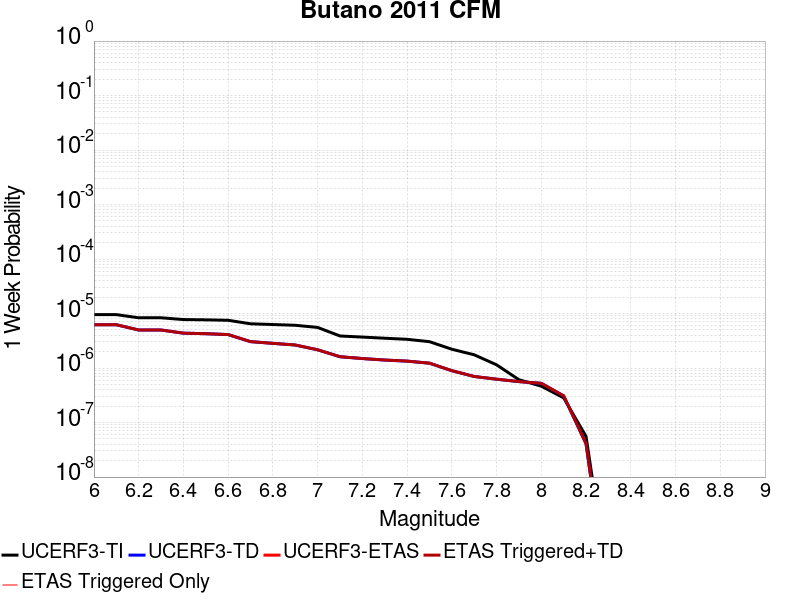 Butano 2011 CFM
1 Week Probability
10^0
10^-1
10^-2
10^-3
10^-4
10^-5
10^-6
10^-7
10^-8
6 6.2 6.4 6.6 6.8 7 7.2 7.4 7.6 7.8 8 8.2 8.4 8.6 8.8 9
Magnitude
UCERF3-TI UCERF3-TD UCERF3-ETAS ETAS Triggered+TD
ETAS Triggered Only